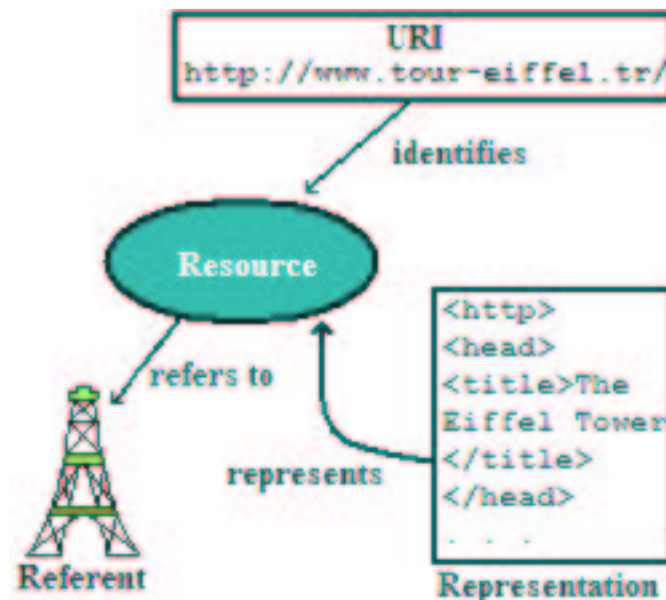 URI
http://www.tour-eiffel.tr/
identifies
Resource
refers to
represents
Referent
<http>
<head>
<title>The
Eiffel Tower
</title>
</head>
. . .
Representation